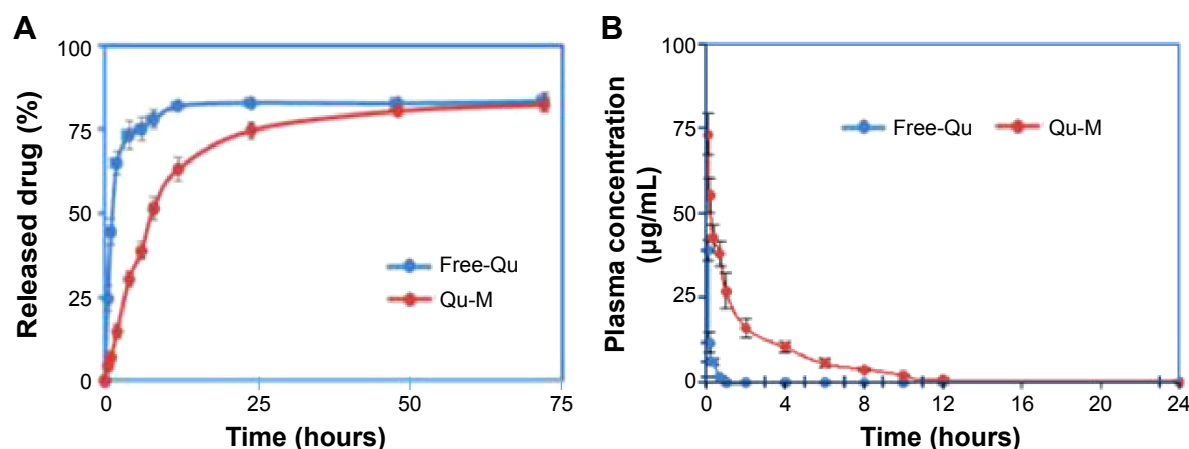 A
Released drug (%)
100
75
50
25
0
Free-Qu
Qu-M
0
25
50
75
Time (hours)
B
Plasma concentration
(µg/mL)
100
75
50
25
0
Free-Qu
Qu-M
0
4
8
12
16
20
24
Time (hours)